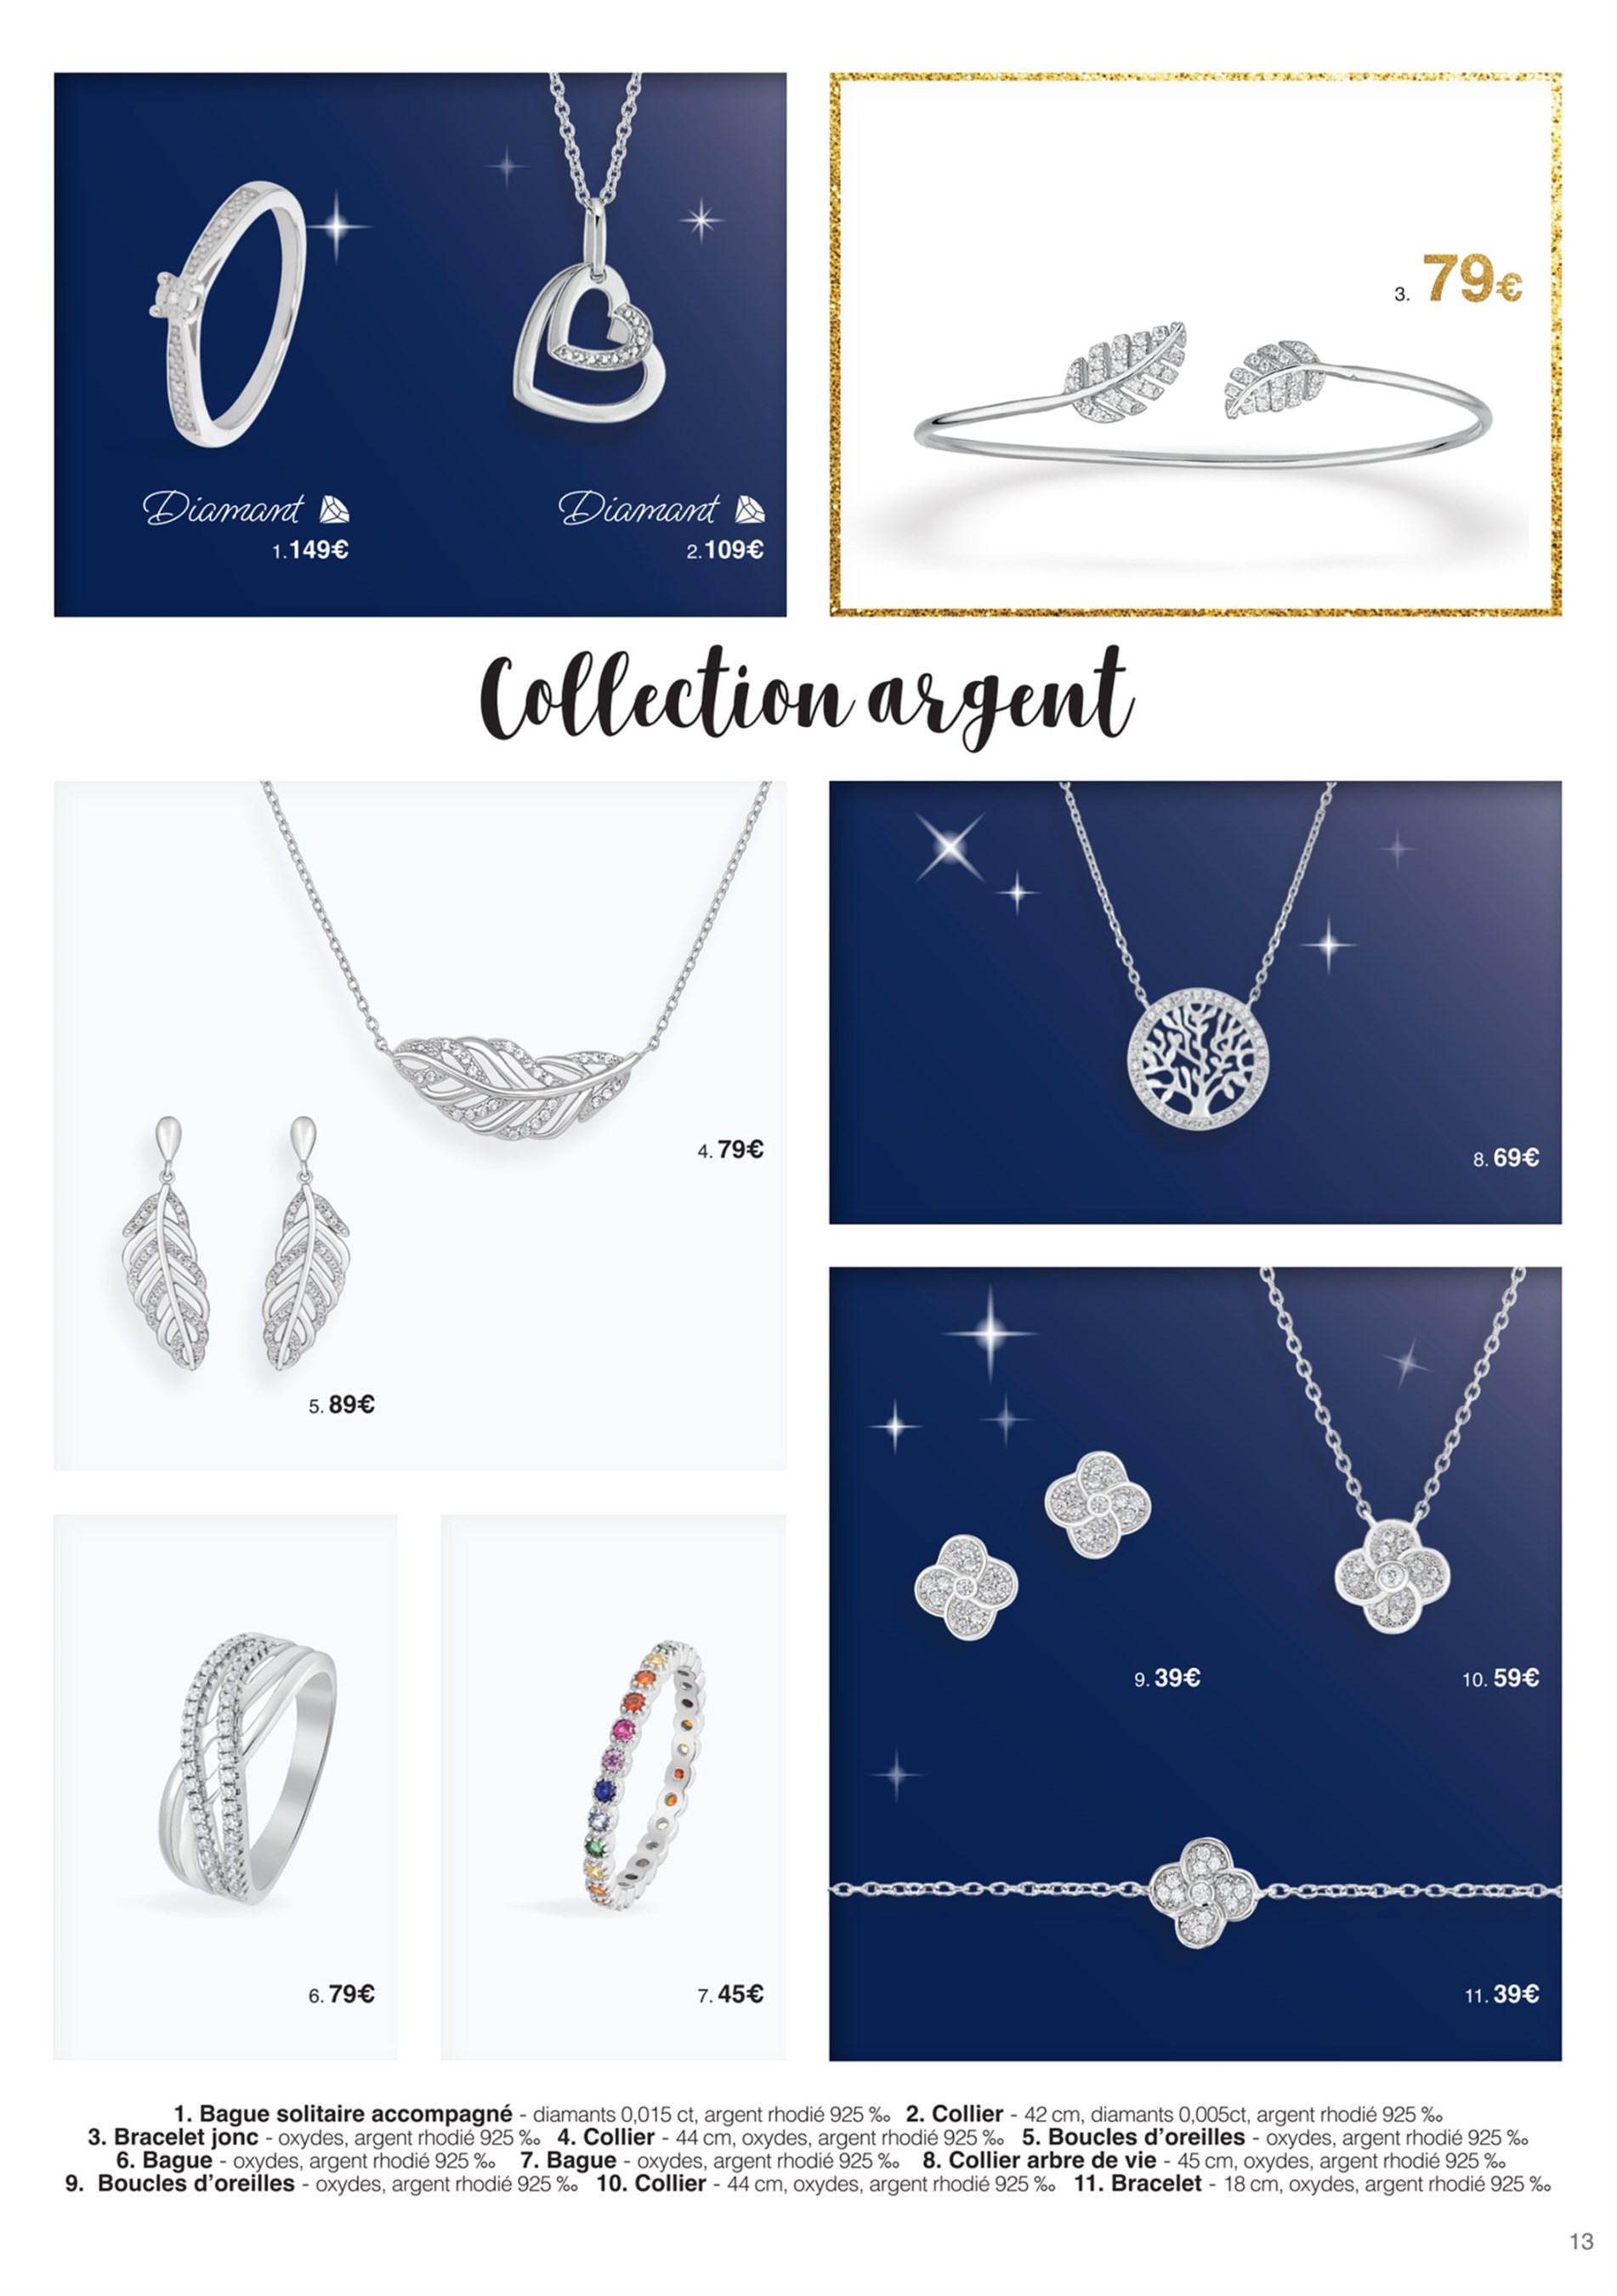 Diamant
1. 149€
Diamant
2. 109€
3. 79€
Collection argent
4. 79€
5. 89€
8. 69€
9. 39€
10. 59€
6. 79€
7. 45€
11. 39€
1. Bague solitaire accompagné - diamants 0,015 ct, argent rhodié 925 ‰ 2. Collier - 42 cm, diamants 0,005ct, argent rhodié 925 ‰
3. Bracelet jonc - oxydes, argent rhodié 925 ‰ 4. Collier - 44 cm, oxydes, argent rhodié 925 ‰ 5. Boucles d'oreilles - oxydes, argent rhodié 925 ‰
6. Bague - oxydes, argent rhodié 925 ‰ 7. Bague - oxydes, argent rhodié 925 ‰ 8. Collier arbre de vie - 45 cm, oxydes, argent rhodié 925 ‰
9. Boucles d'oreilles - oxydes, argent rhodié 925 ‰ 10. Collier - 44 cm, oxydes, argent rhodié 925 ‰ 11. Bracelet - 18 cm, oxydes, argent rhodié 925 ‰
13